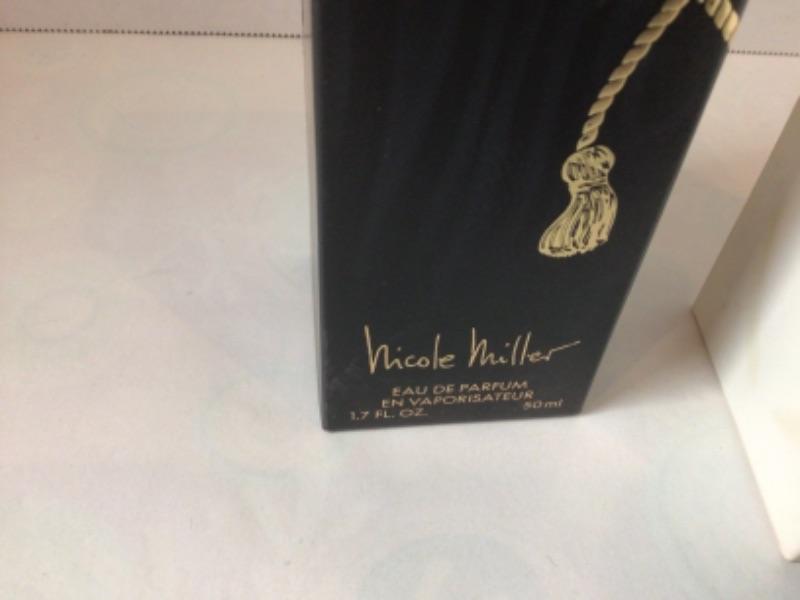 Nicole Miller
EAU DE PARFUM
EN VAPORISATEUR
1.7 FL. OZ. 50 ml